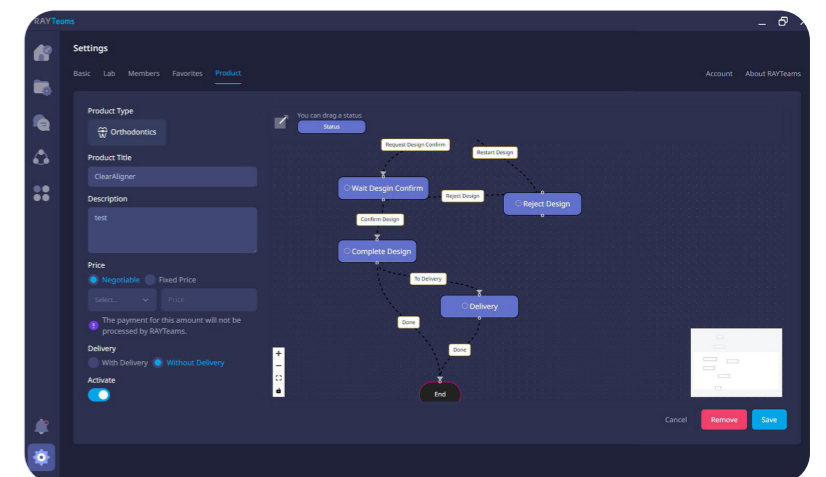 RAYTeams
Settings
Basic Lab Members Favorites Product
Account About RAYTeams
Product Type
Orthodontics
Product Title
ClearAligner
Description
test
Price
Negotiable Fixed Price
Select... Price
The payment for this amount will not be
processed by RAYTeams.
Delivery
With Delivery Without Delivery
Activate
You can drag a status
Status
Request Design Confirm
Restart Design
Wait Desgin Confirm
Reject Design
Reject Design
Confirm Design
Complete Design
To Delivery
Delivery
Done
Done
End
Cancel Remove Save